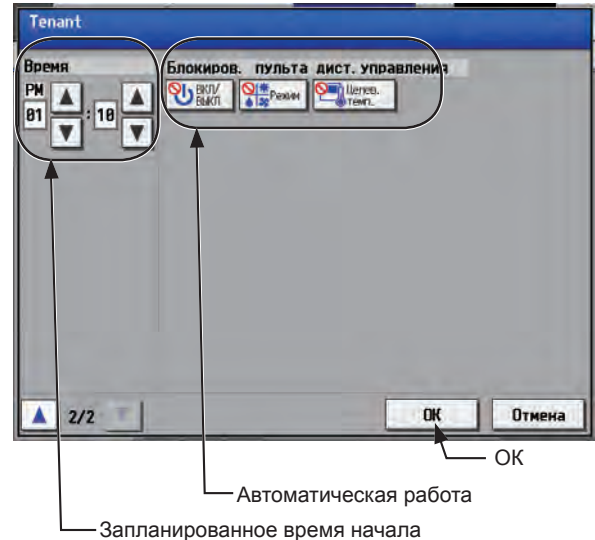 Tenant
Время
Блокиров. пульта дист. управления
PM
01 : 10
ВКЛ/
ВЫКЛ
Режим
Целев.
темп.
2/2
OK
Отмена
ОК
Автоматическая работа
Запланированное время начала